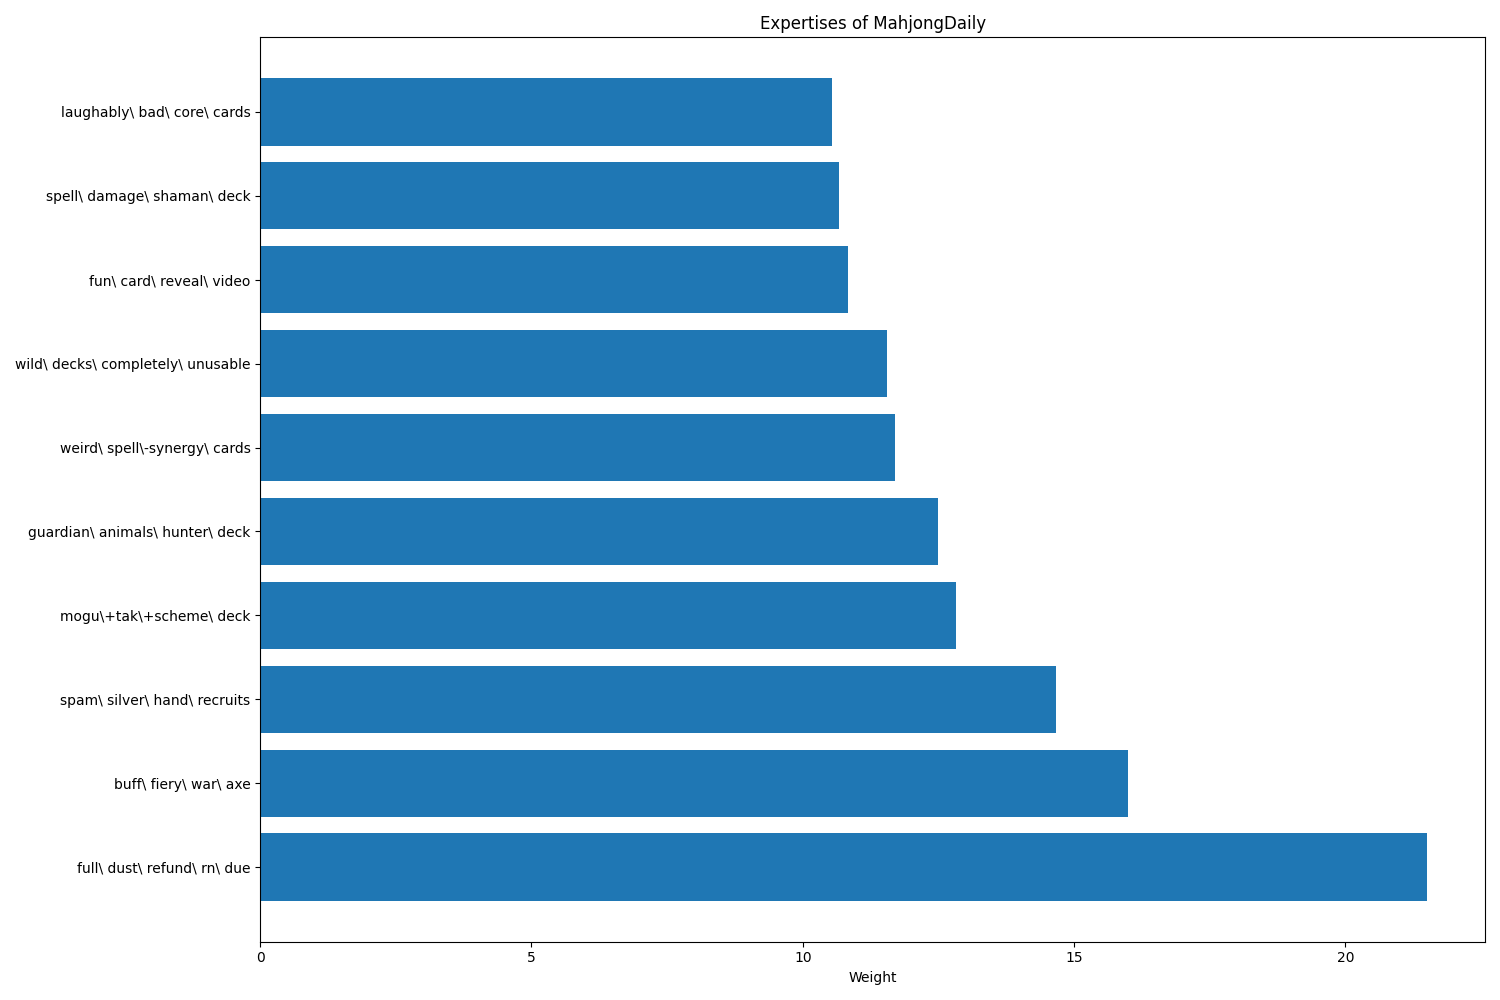 Expertises of MahjongDaily
laughably\ bad\ core\ cards
spell\ damage\ shaman\ deck
fun\ card\ reveal\ video
wild\ decks\ completely\ unusable
weird\ spell\-synergy\ cards
guardian\ animals\ hunter\ deck
mogu\+tak\+scheme\ deck
spam\ silver\ hand\ recruits
buff\ fiery\ war\ axe
full\ dust\ refund\ rn\ due
0 5 10 15 20
Weight